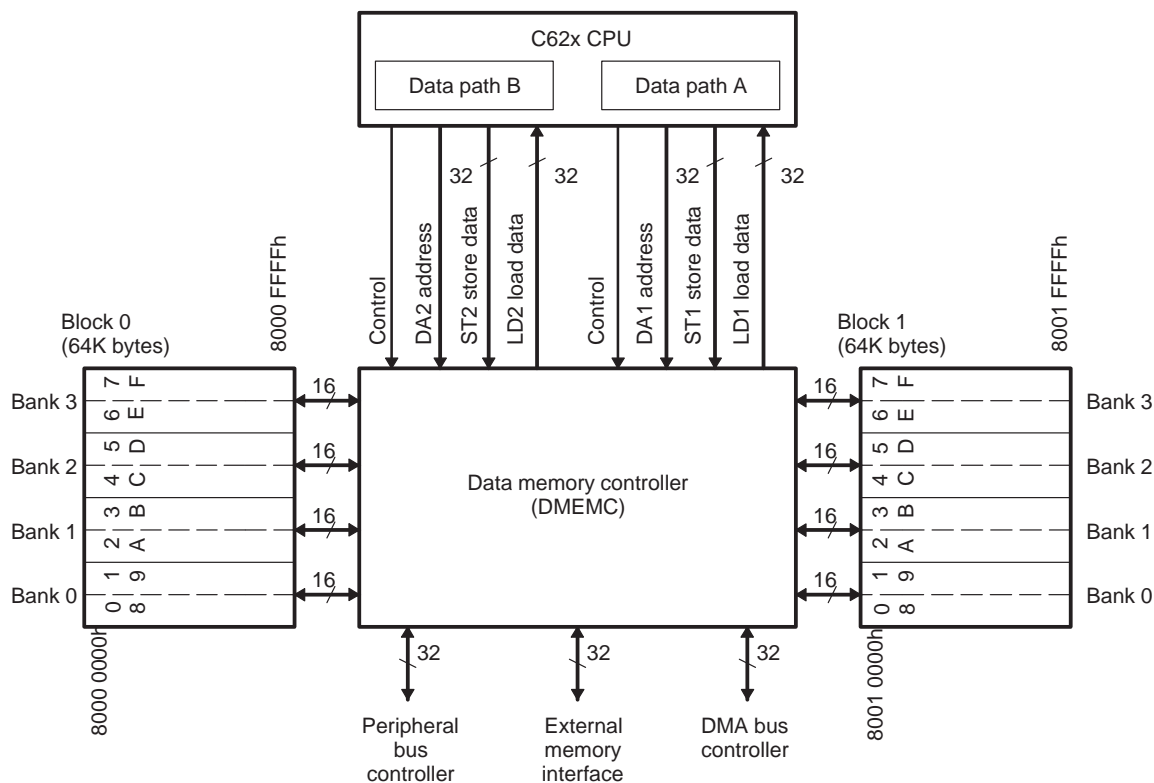 C62x CPU
Data path B
Data path A
32
32
32
32
Control
DA2 address
ST2 store data
LD2 load data
Control
DA1 address
ST1 store data
LD1 load data
8000 FFFFh
8001 FFFFh
Block 0
(64K bytes)
Block 1
(64K bytes)
Bank 3
7 F
6 E
16
16
7 F
6 E
Bank 3
Bank 2
5 D
4 C
16
16
5 D
4 C
Bank 2
Data memory controller
(DMEMC)
Bank 1
3 B
2 A
16
16
3 B
2 A
Bank 1
Bank 0
1 9
0 8
16
16
1 9
0 8
Bank 0
8000 0000h
8001 0000h
32
32
32
Peripheral
bus
controller
External
memory
interface
DMA bus
controller